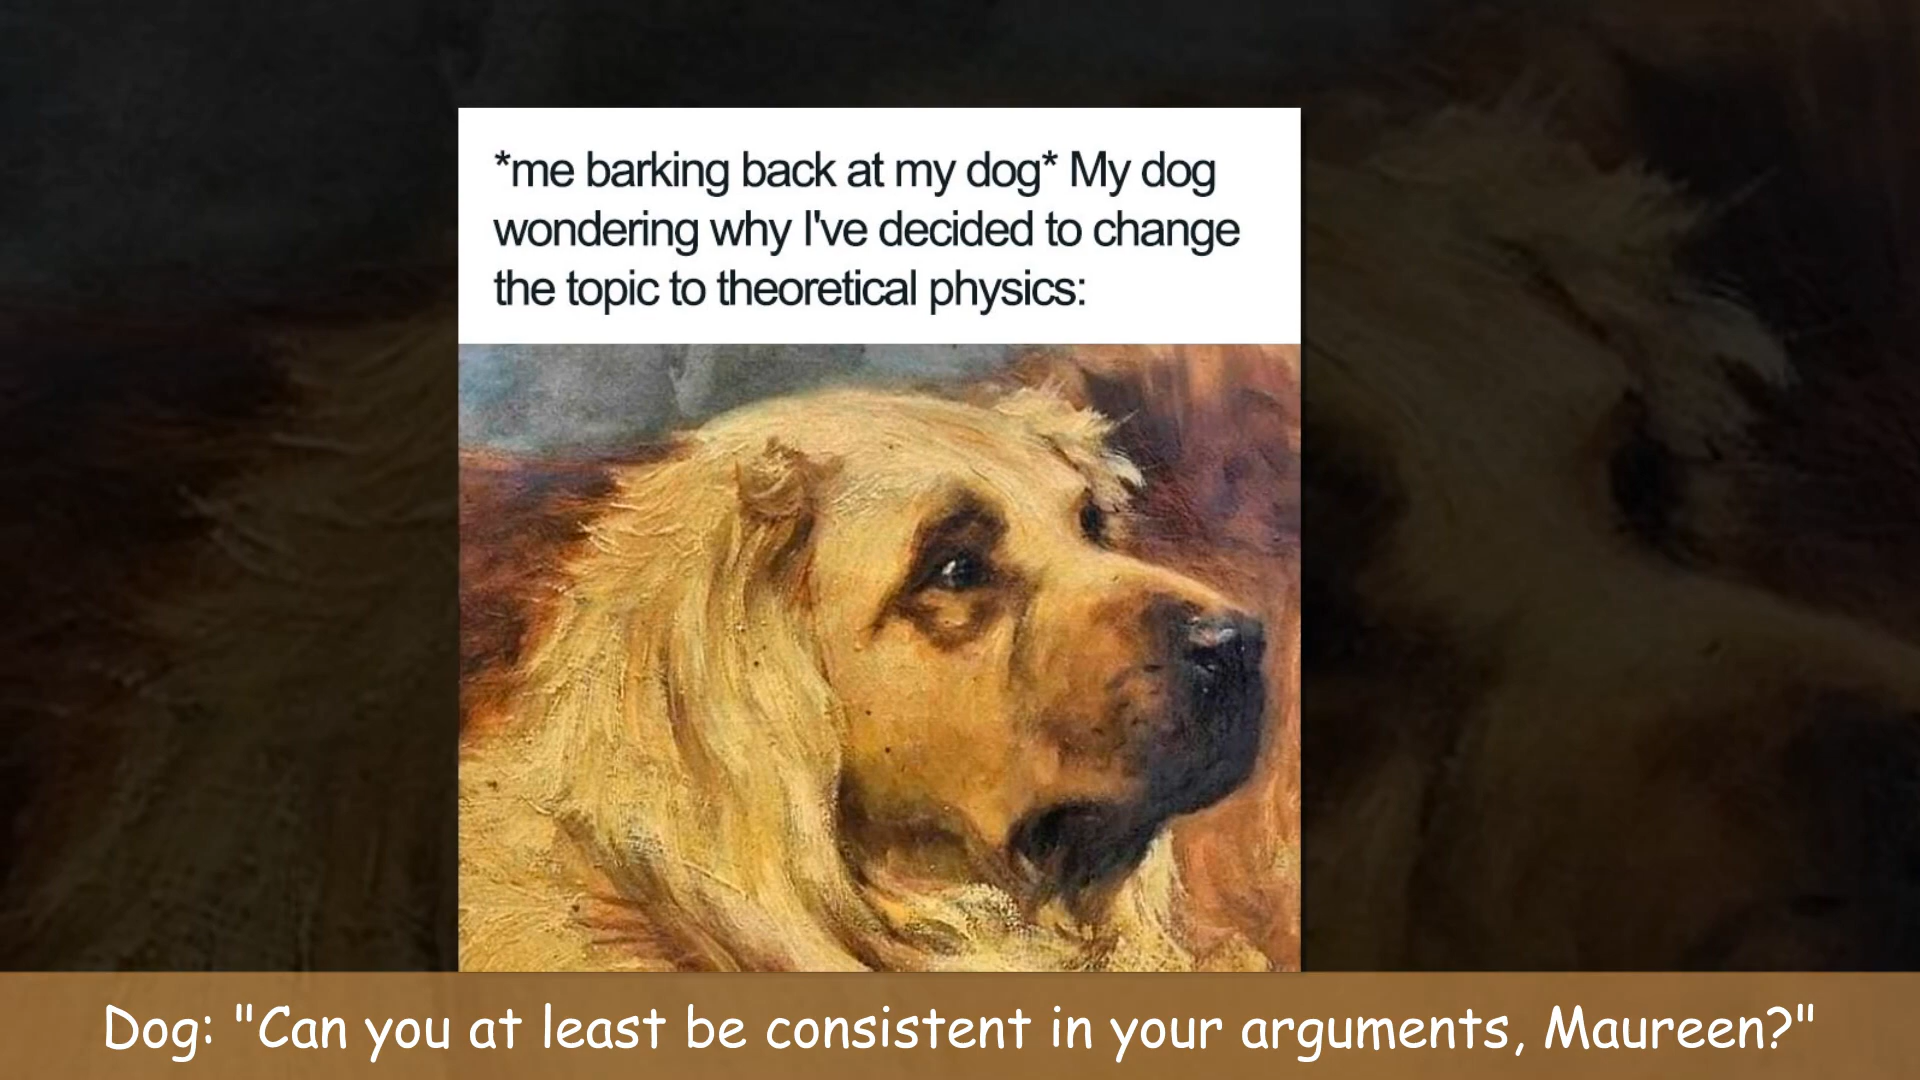 *me barking back at my dog* My dog
wondering why I've decided to change
the topic to theoretical physics:
Dog: "Can you at least be consistent in your arguments, Maureen?"